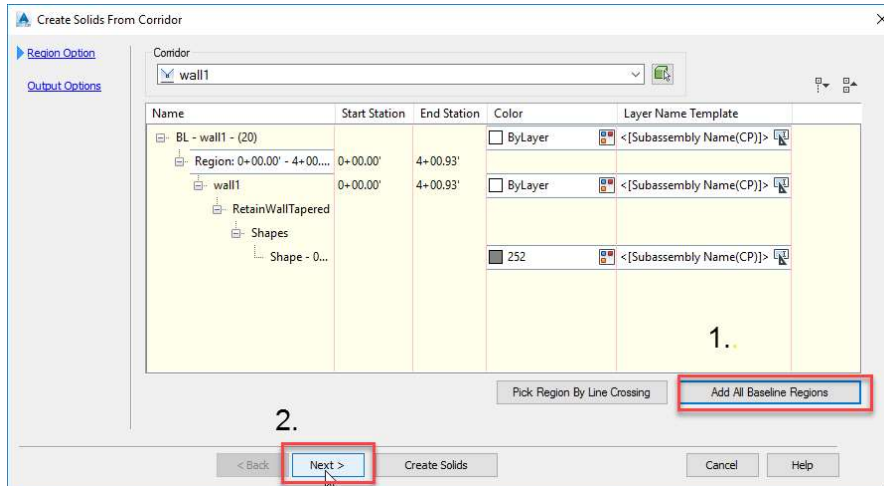 Create Solids From Corridor
Region Option
Output Options
Corridor
wall1
Name Start Station End Station Color Layer Name Template
BL - wall1 - (20) ByLayer <[Subassembly Name(CP)]>
Region: 0+00.00' - 4+00.... 0+00.00' 4+00.93'
wall1 0+00.00' 4+00.93' ByLayer <[Subassembly Name(CP)]>
RetainWallTapered
Shapes
Shape - 0... 252 <[Subassembly Name(CP)]>
1.
Pick Region By Line Crossing Add All Baseline Regions
2.
< Back Next > Create Solids Cancel Help